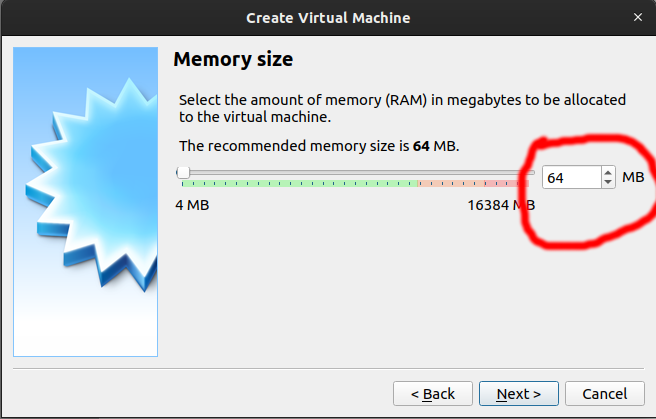 Create Virtual Machine
Memory size
Select the amount of memory (RAM) in megabytes to be allocated
to the virtual machine.
The recommended memory size is 64 MB.
64 MB
4 MB 16384 MB
< Back Next > Cancel